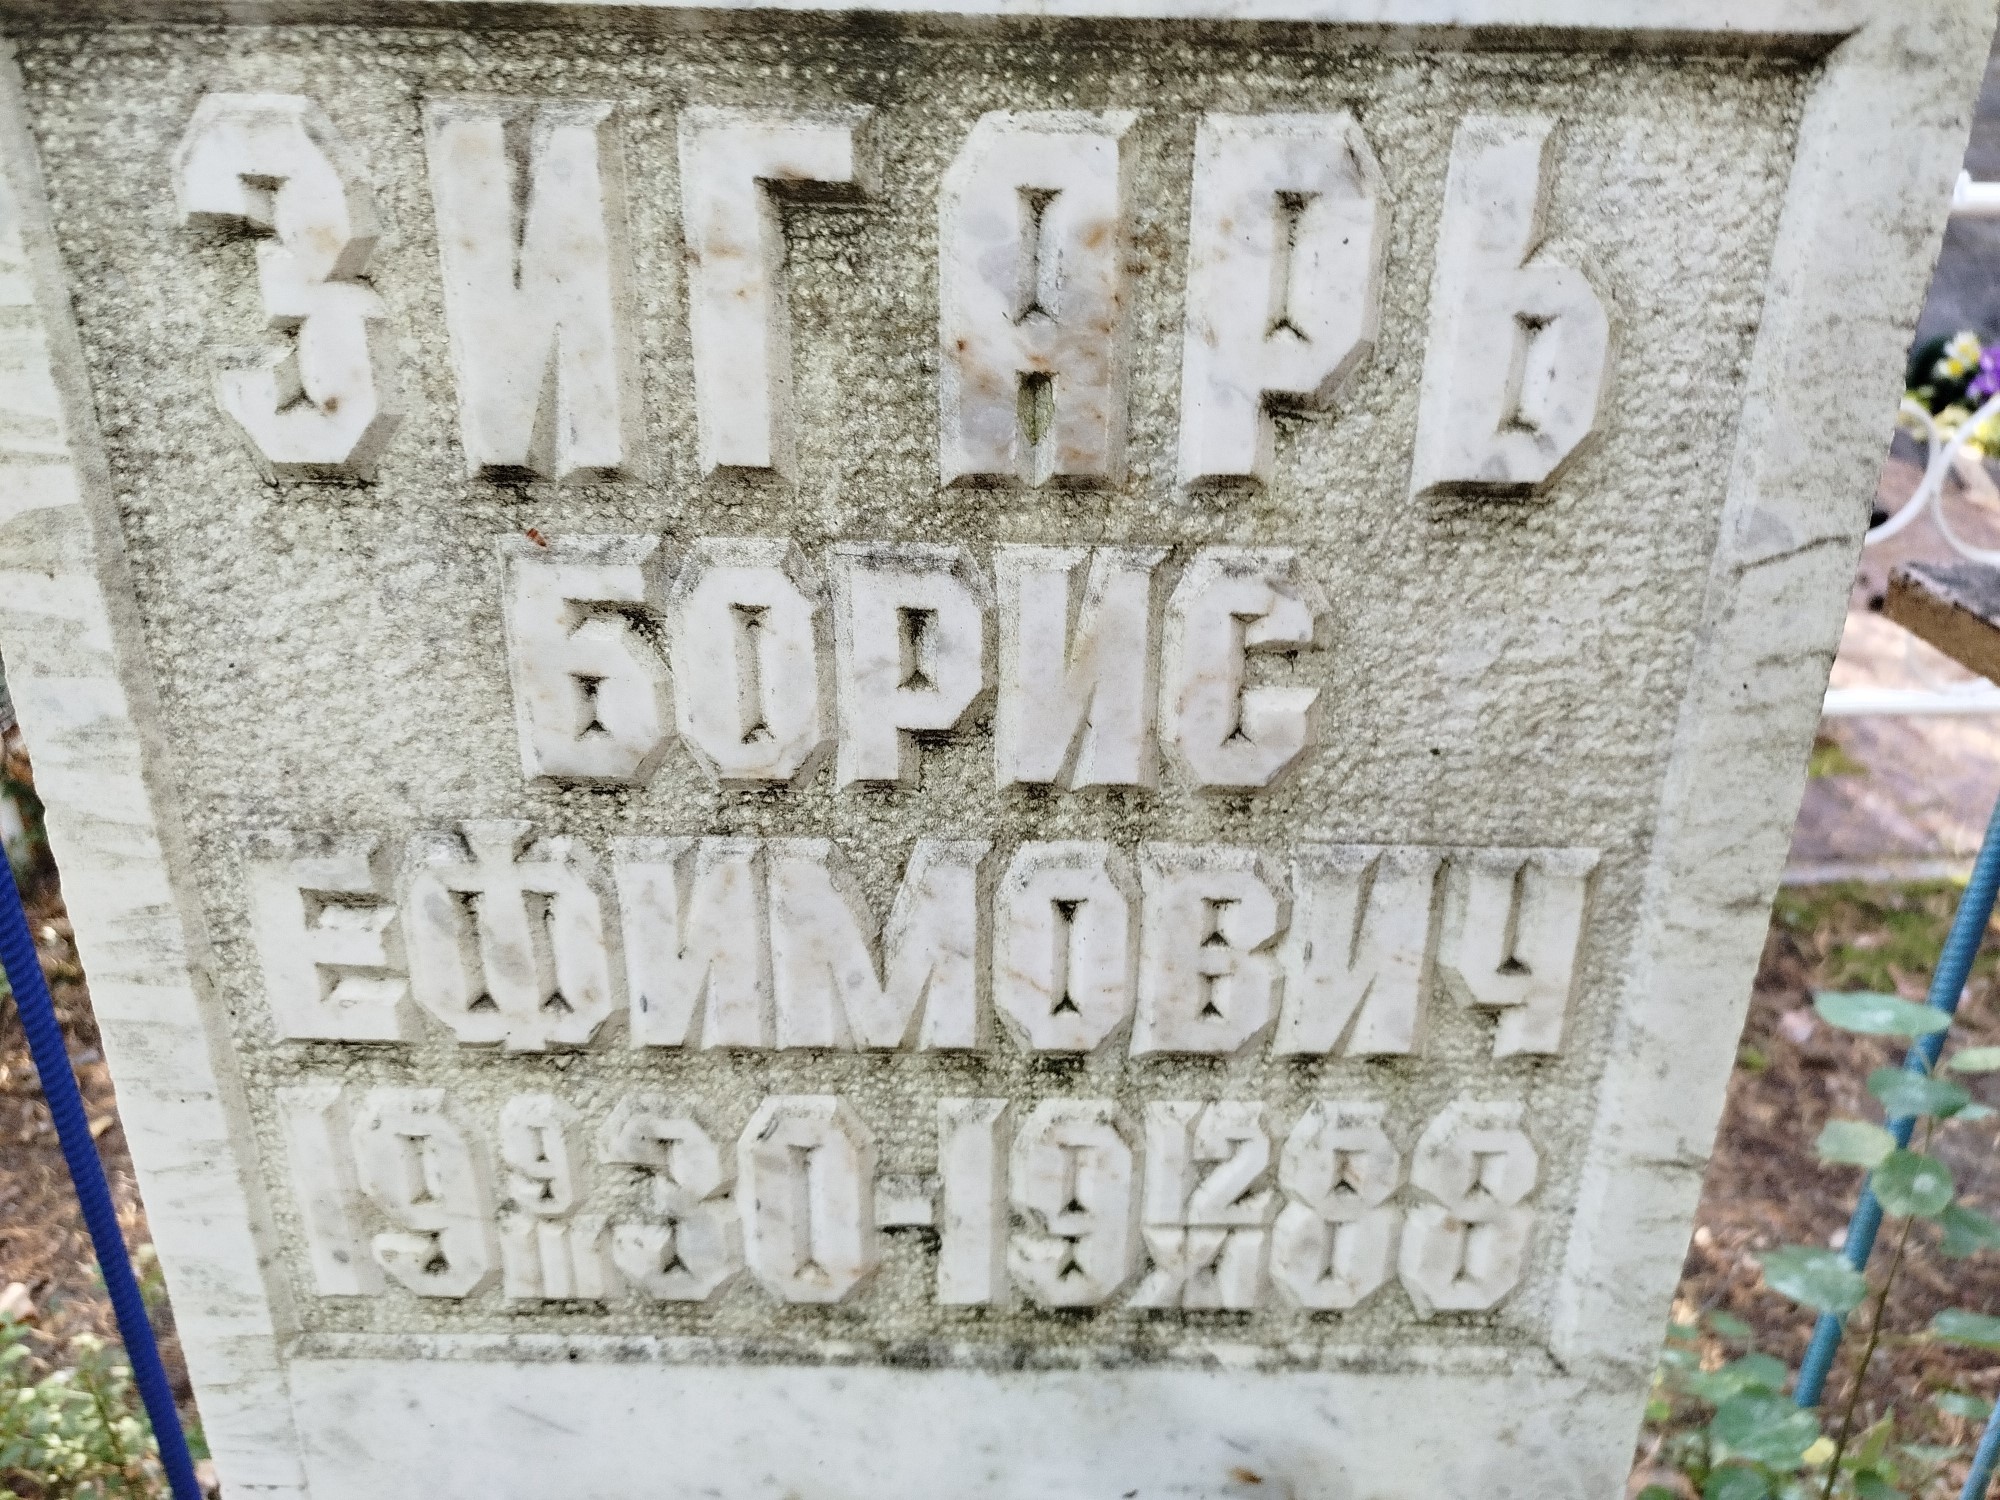 ЗИГАРЬ
БОРИС
ЕФИМОВИЧ
19 9/III 30-19 12/XI 88